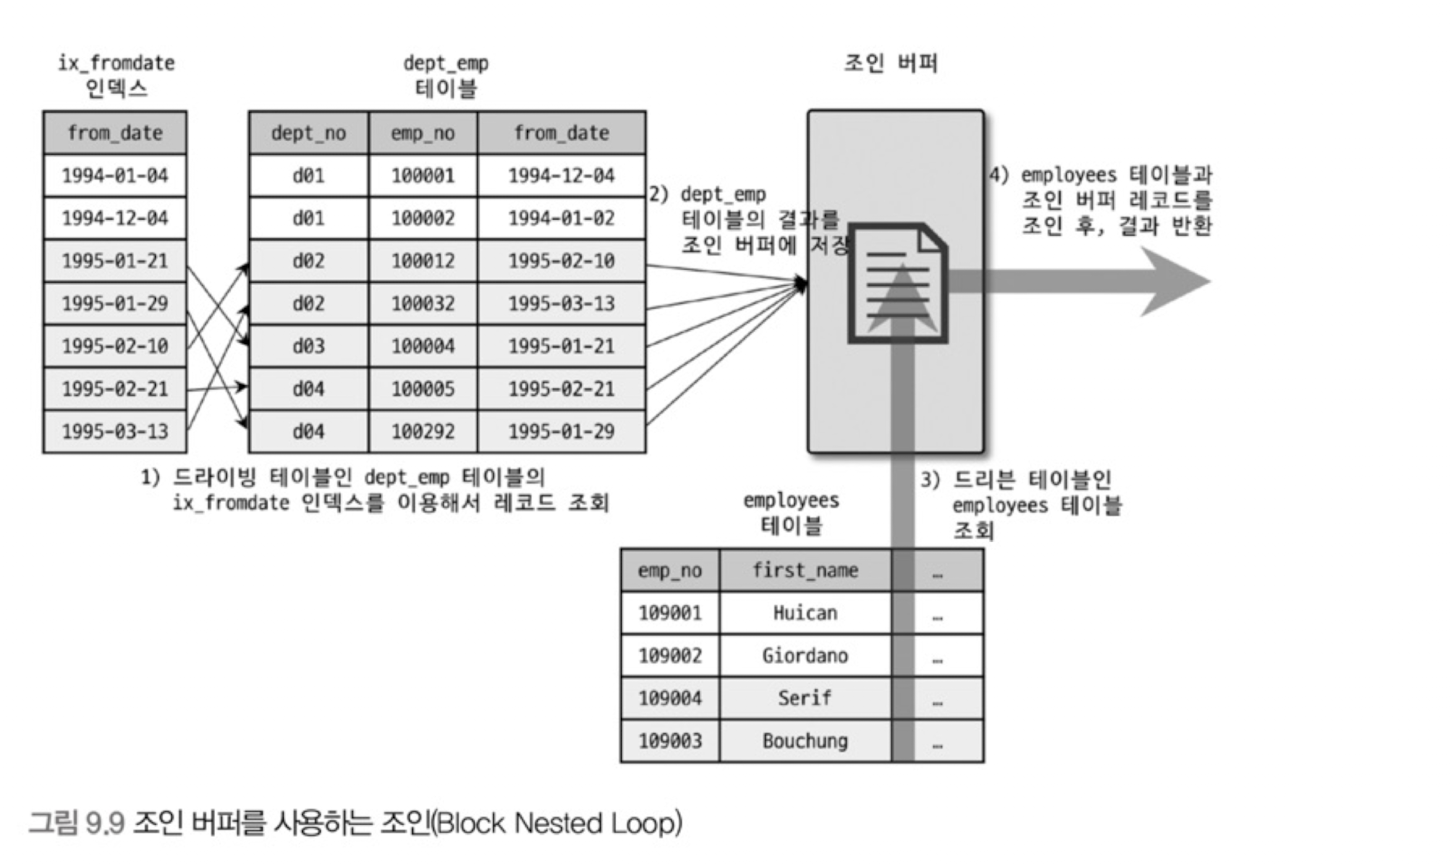 ix_fromdate
인덱스
from_date
1994-01-04
1994-12-04
1995-01-21
1995-01-29
1995-02-10
1995-02-21
1995-03-13
dept_emp
테이블
dept_no emp_no from_date
d01 100001 1994-12-04
d01 100002 1994-01-02
d02 100012 1995-02-10
d02 100032 1995-03-13
d03 100004 1995-01-21
d04 100005 1995-02-21
d04 100292 1995-01-29
1) 드라이빙 테이블인 dept_emp 테이블의
ix_fromdate 인덱스를 이용해서 레코드 조회
2) dept_emp
테이블의 결과를
조인 버퍼에 저장
조인 버퍼
4) employees 테이블과
조인 버퍼 레코드를
조인 후, 결과 반환
3) 드리븐 테이블인
employees 테이블
조회
employees
테이블
emp_no first_name …
109001 Huican …
109002 Giordano …
109004 Serif …
109003 Bouchung …
그림 9.9 조인 버퍼를 사용하는 조인(Block Nested Loop)